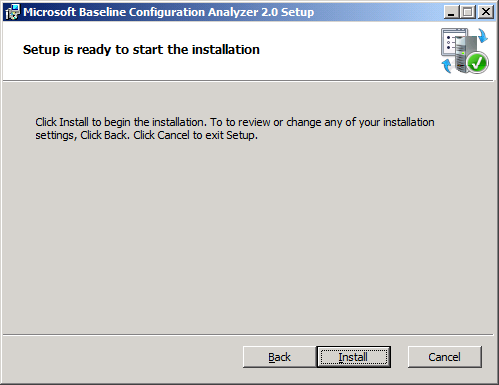 Microsoft Baseline Configuration Analyzer 2.0 Setup
Setup is ready to start the installation
Click Install to begin the installation. To to review or change any of your installation
settings, Click Back. Click Cancel to exit Setup.
Back Install Cancel